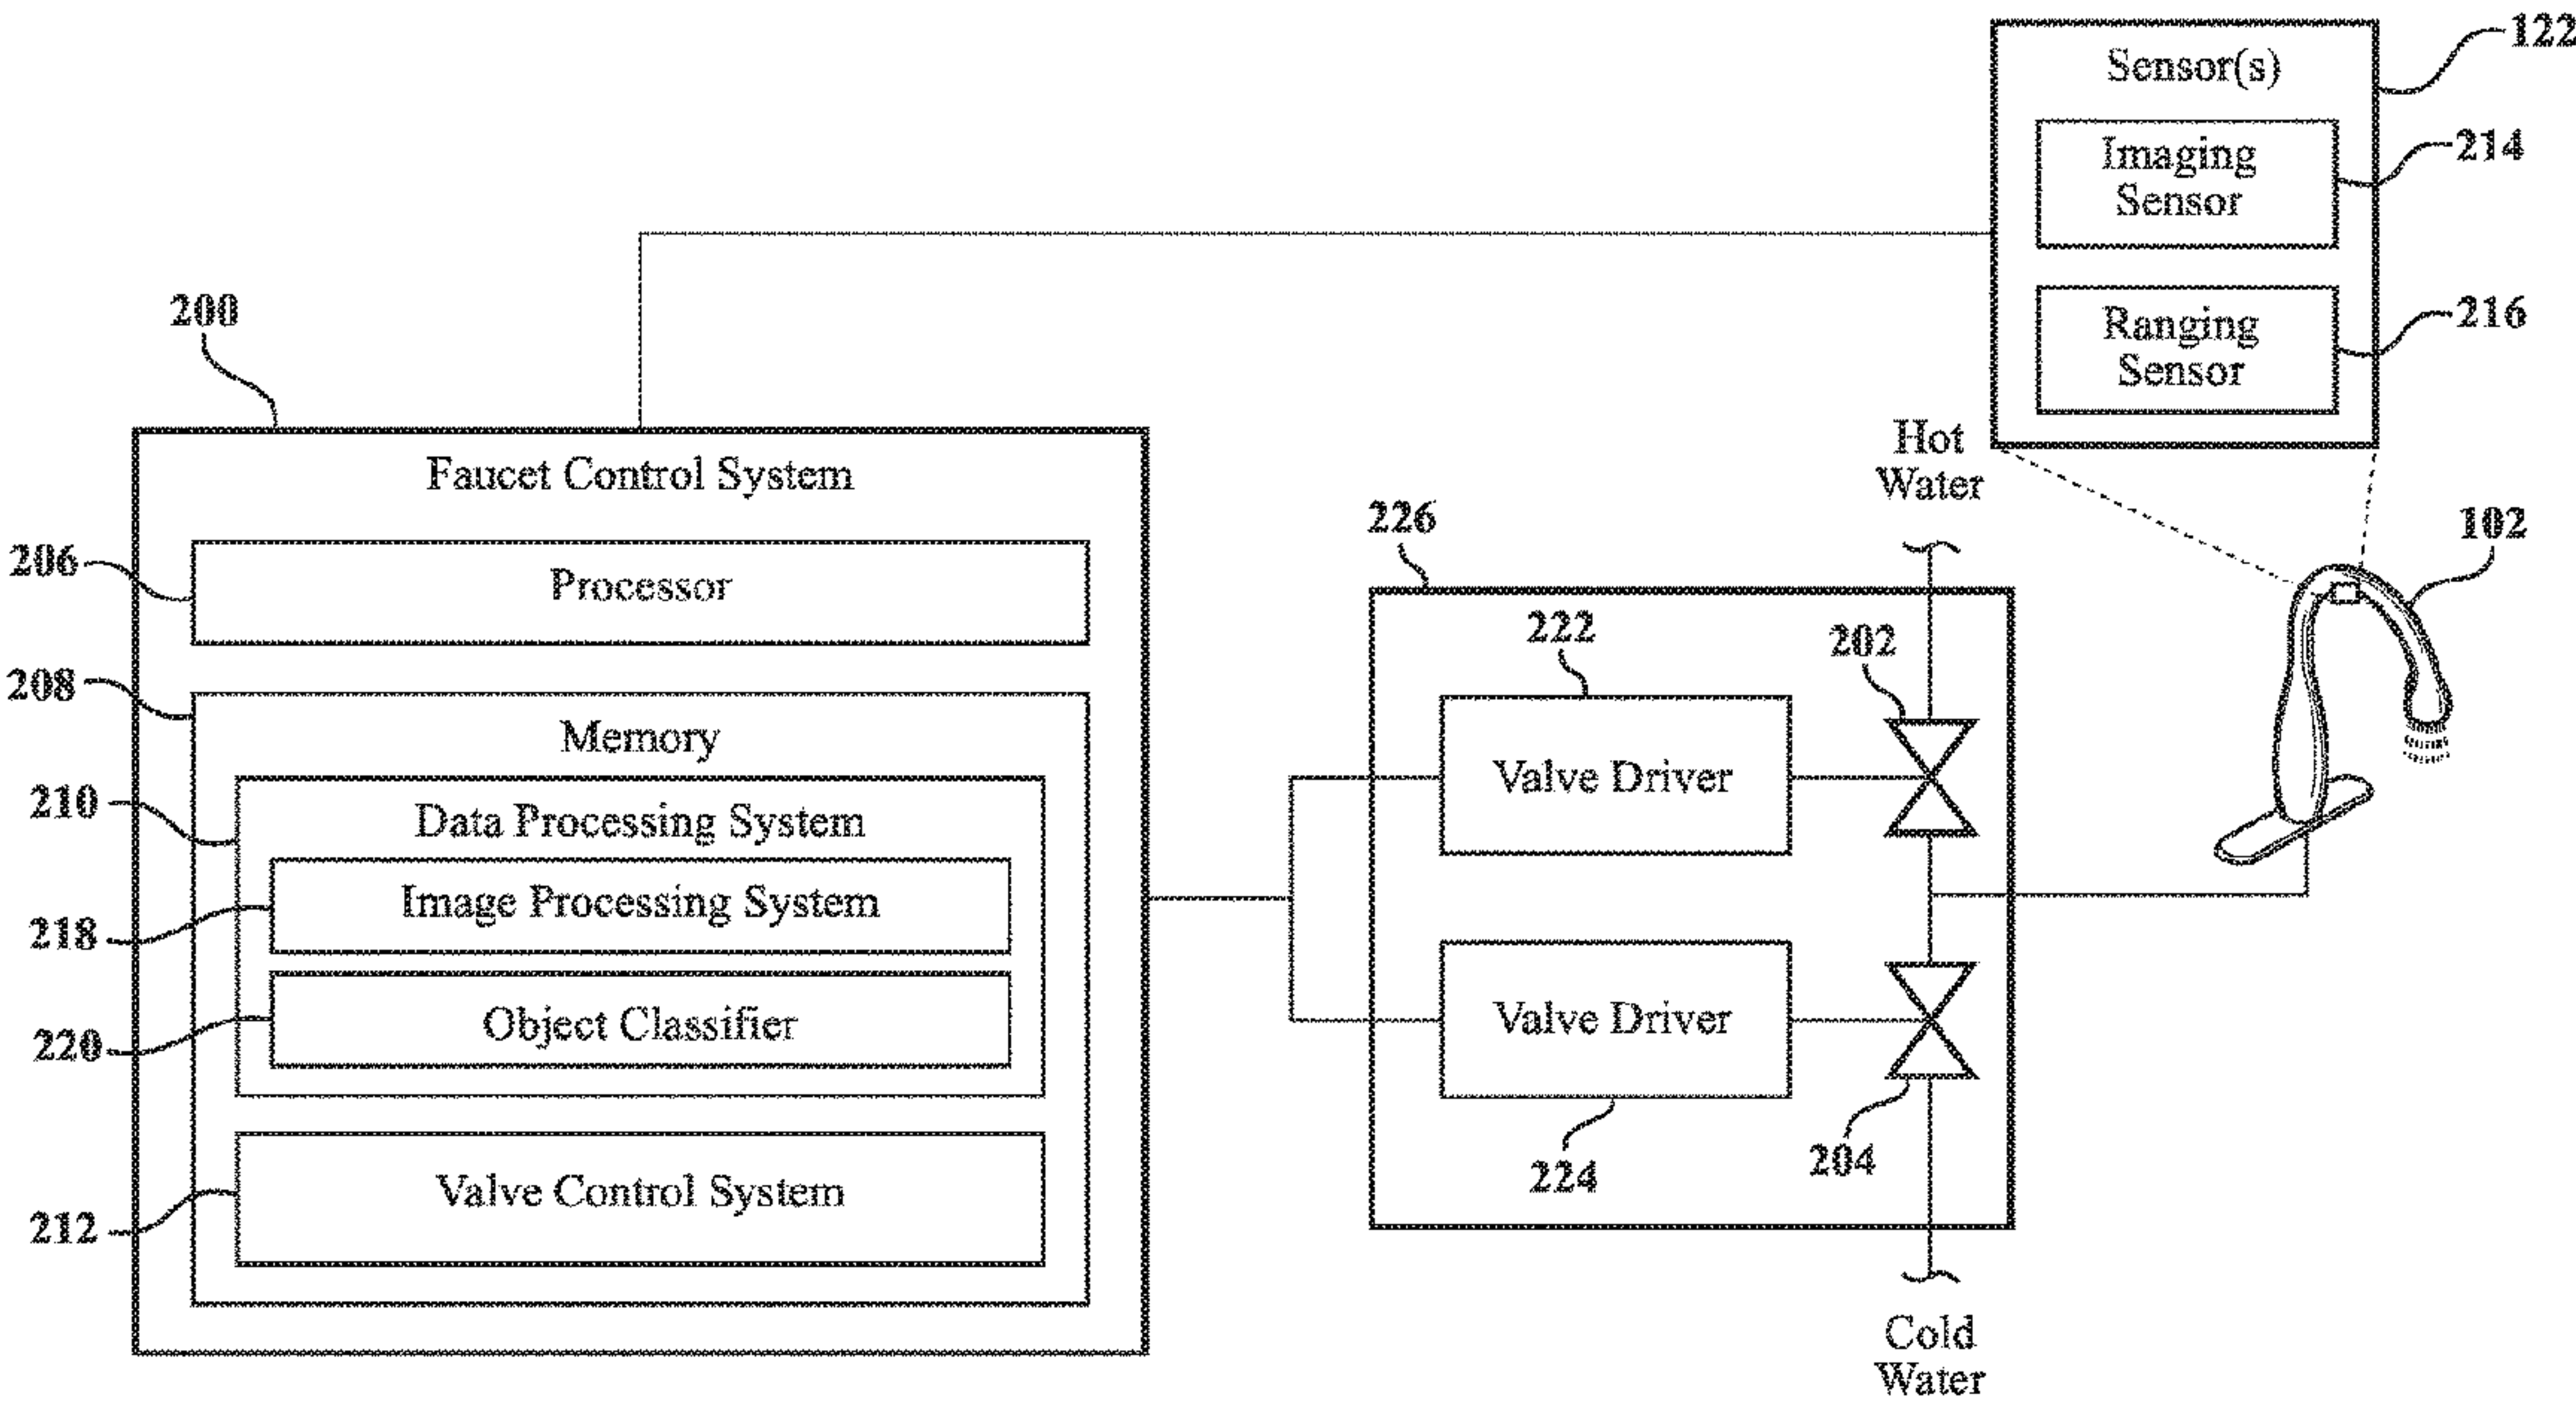 122
Sensor(s)
Imaging
Sensor
214
Ranging
Sensor
216
200
Faucet Control System
206
Processor
208
Memory
210
Data Processing System
218
Image Processing System
220
Object Classifier
212
Valve Control System
Hot
Water
226
222
202
Valve Driver
Valve Driver
224
204
Cold
Water
102